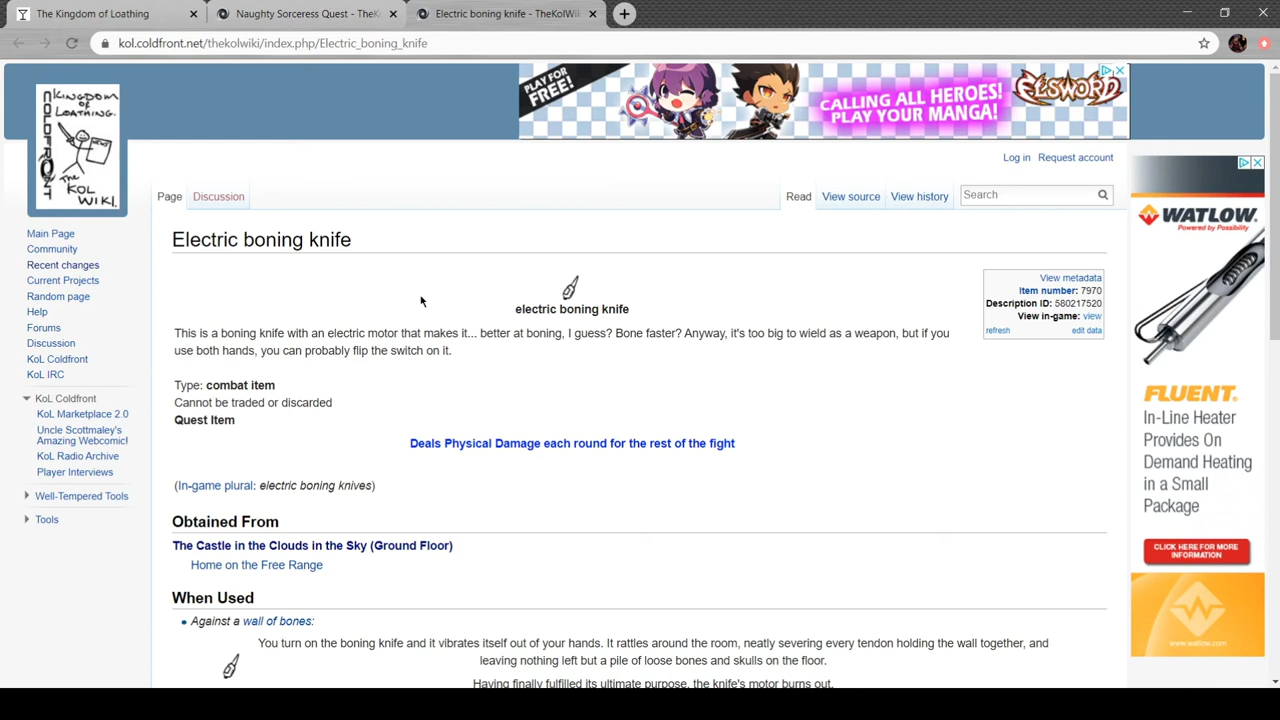 The Kingdom of Loathing
Naughty Sorceress Quest - TheK
Electric boning knife - TheKolWi
kol.coldfront.net/thekolwiki/index.php/Electric_boning_knife
KINGDOM
OF
LOATHING.
COLDFRONT
The
KOL
WIKI.
PLAY FOR
FREE!
CALLING ALL HEROES!
PLAY YOUR MANGA!
ELSWORD
Log in Request account
Page Discussion Read View source View history Search
Main Page
Community
Recent changes
Current Projects
Random page
Help
Forums
Discussion
KoL Coldfront
KoL IRC
KoL Coldfront
KoL Marketplace 2.0
Uncle Scottmaley's
Amazing Webcomic!
KoL Radio Archive
Player Interviews
Well-Tempered Tools
Tools
Electric boning knife
electric boning knife
View metadata
Item number: 7970
Description ID: 580217520
View in-game: view
refresh edit data
This is a boning knife with an electric motor that makes it... better at boning, I guess? Bone faster? Anyway, it's too big to wield as a weapon, but if you
use both hands, you can probably flip the switch on it.
Type: combat item
Cannot be traded or discarded
Quest Item
Deals Physical Damage each round for the rest of the fight
(In-game plural: electric boning knives)
Obtained From
The Castle in the Clouds in the Sky (Ground Floor)
Home on the Free Range
When Used
Against a wall of bones:
You turn on the boning knife and it vibrates itself out of your hands. It rattles around the room, neatly severing every tendon holding the wall together, and
leaving nothing left but a pile of loose bones and skulls on the floor.
Having finally fulfilled its ultimate purpose, the knife's motor burns out.
WATLOW
Powered by Possibility
FLUENT
In-Line Heater
Provides On
Demand Heating
in a Small
Package
CLICK HERE FOR MORE
INFORMATION
www.watlow.com